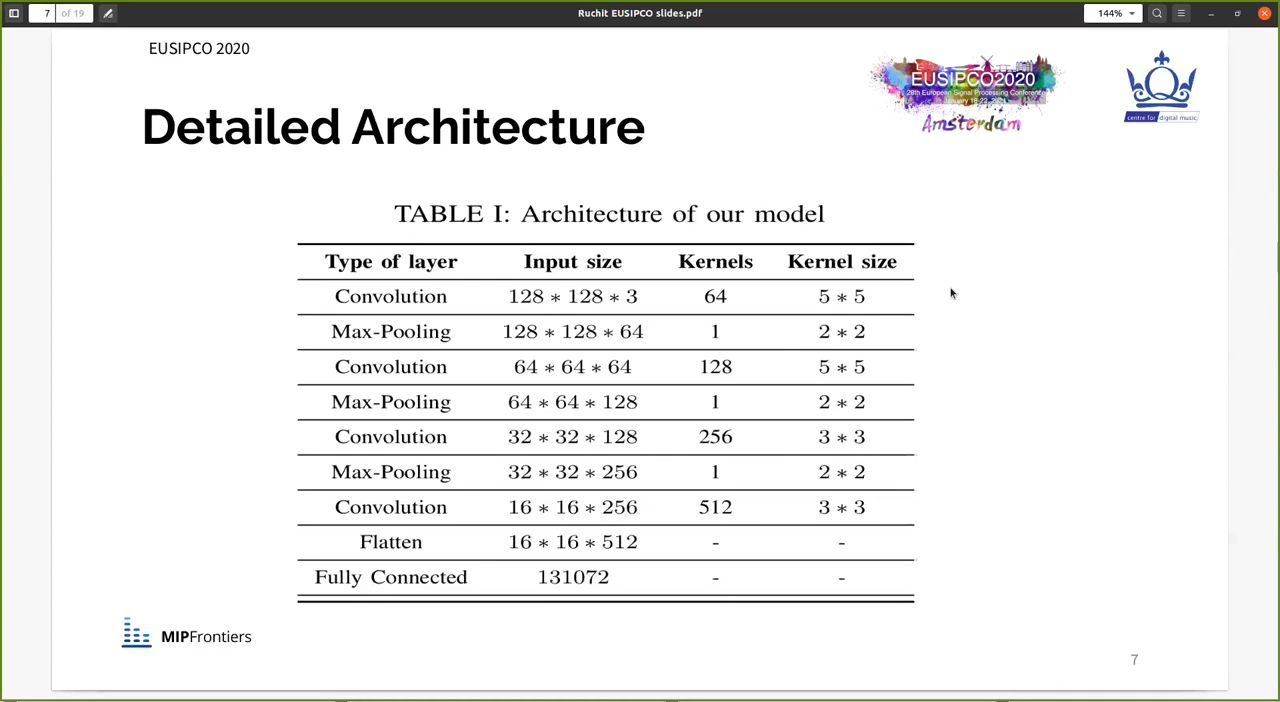 7 of 19
Ruchit EUSIPCO slides.pdf
144%
EUSIPCO 2020
EUSIPCO2020
28th European Signal Processing Conference
January 18-22, 2021
Amsterdam
centre for digital music
Detailed Architecture
TABLE I: Architecture of our model
Type of layer Input size Kernels Kernel size
Convolution 128 ∗ 128 ∗ 3 64 5 ∗ 5
Max-Pooling 128 ∗ 128 ∗ 64 1 2 ∗ 2
Convolution 64 ∗ 64 ∗ 64 128 5 ∗ 5
Max-Pooling 64 ∗ 64 ∗ 128 1 2 ∗ 2
Convolution 32 ∗ 32 ∗ 128 256 3 ∗ 3
Max-Pooling 32 ∗ 32 ∗ 256 1 2 ∗ 2
Convolution 16 ∗ 16 ∗ 256 512 3 ∗ 3
Flatten 16 ∗ 16 ∗ 512 - -
Fully Connected 131072 - -
MIPFrontiers
7